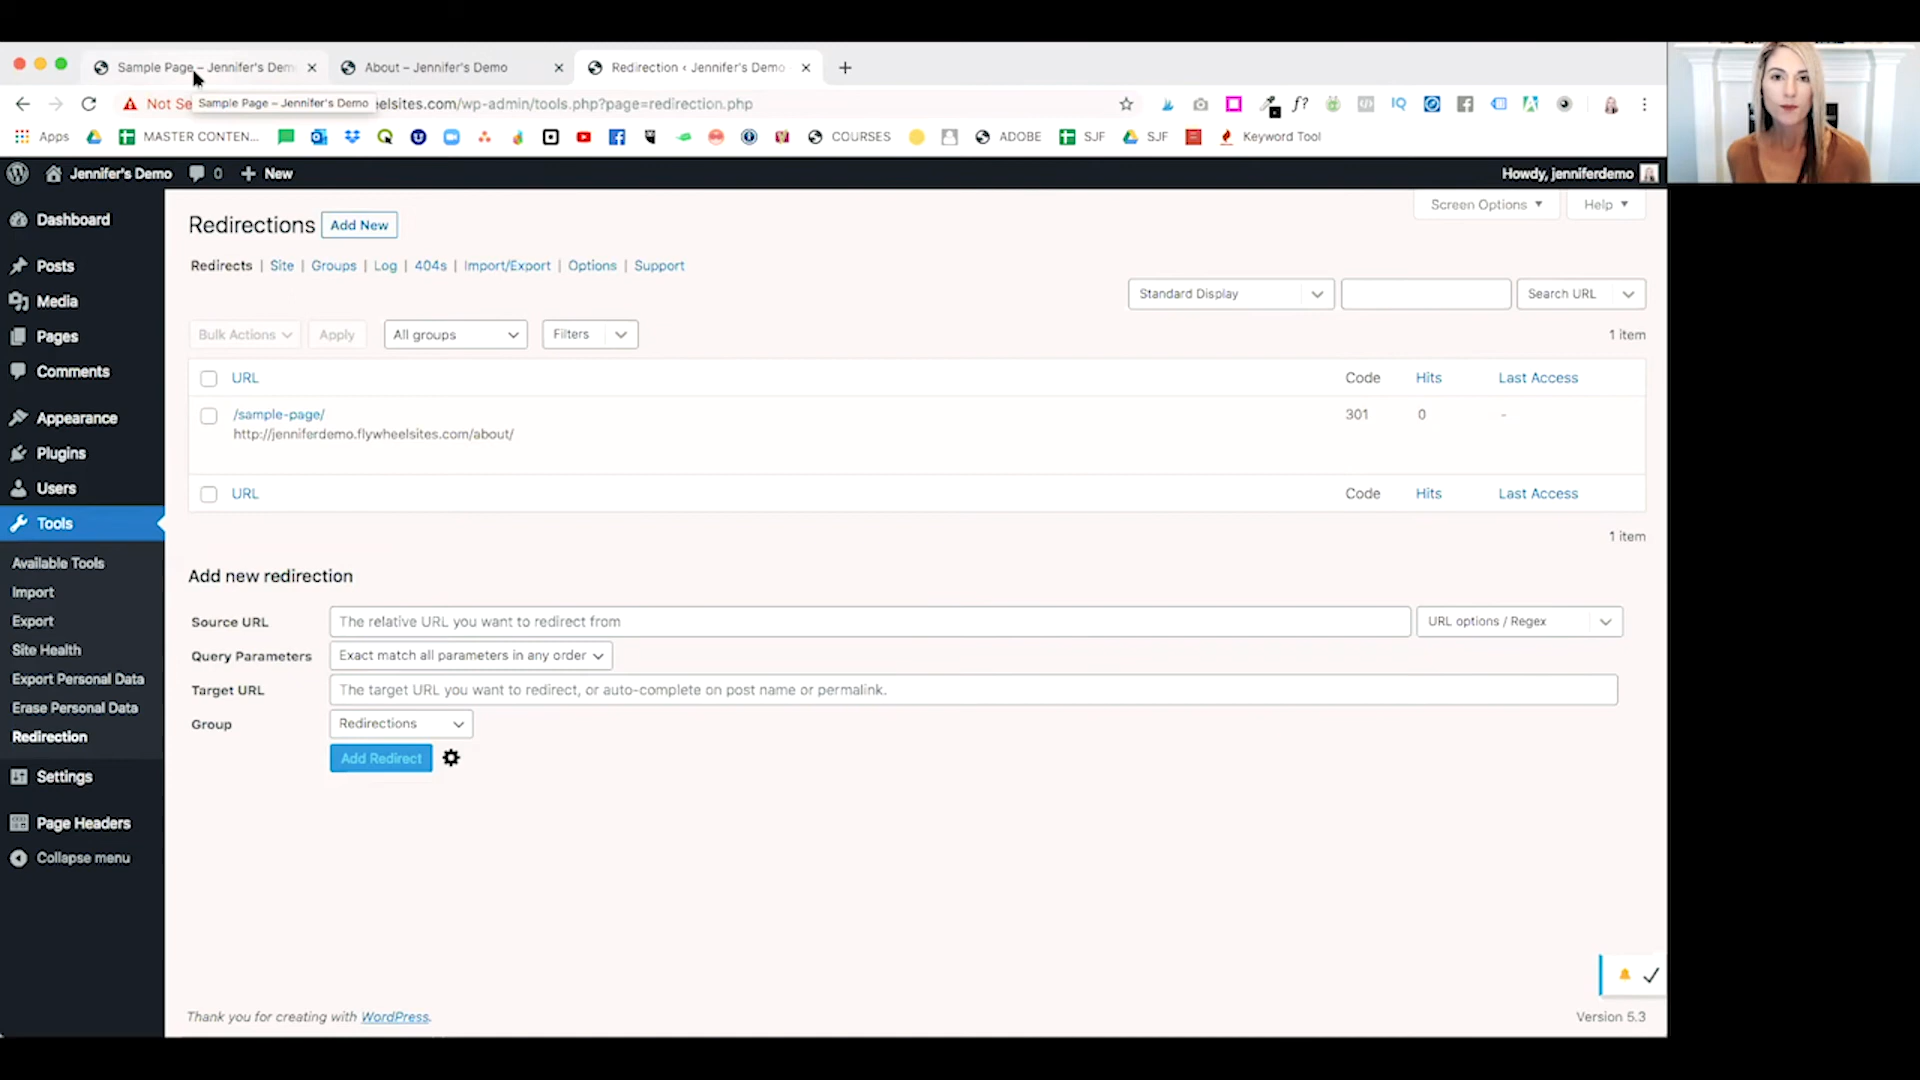 Sample Page – Jennifer's Dem
About – Jennifer's Demo
Redirection ‹ Jennifer's Demo
Not Se
Sample Page – Jennifer's Demo
elsites.com/wp-admin/tools.php?page=redirection.php
f?
IQ
Apps
MASTER CONTEN...
COURSES
ADOBE
SJF
SJF
Keyword Tool
Jennifer's Demo
0
New
Howdy, jenniferdemo
Dashboard
Posts
Media
Pages
Comments
Appearance
Plugins
Users
Tools
Available Tools
Import
Export
Site Health
Export Personal Data
Erase Personal Data
Redirection
Settings
Page Headers
Collapse menu
Screen Options
Help
Redirections
Add New
Redirects | Site | Groups | Log | 404s | Import/Export | Options | Support
Standard Display
Search URL
Bulk Actions
Apply
All groups
Filters
1 item
URL
Code
Hits
Last Access
/sample-page/
http://jenniferdemo.flywheelsites.com/about/
301
0
-
URL
Code
Hits
Last Access
1 item
Add new redirection
Source URL
The relative URL you want to redirect from
URL options / Regex
Query Parameters
Exact match all parameters in any order
Target URL
The target URL you want to redirect, or auto-complete on post name or permalink.
Group
Redirections
Add Redirect
Thank you for creating with WordPress.
Version 5.3